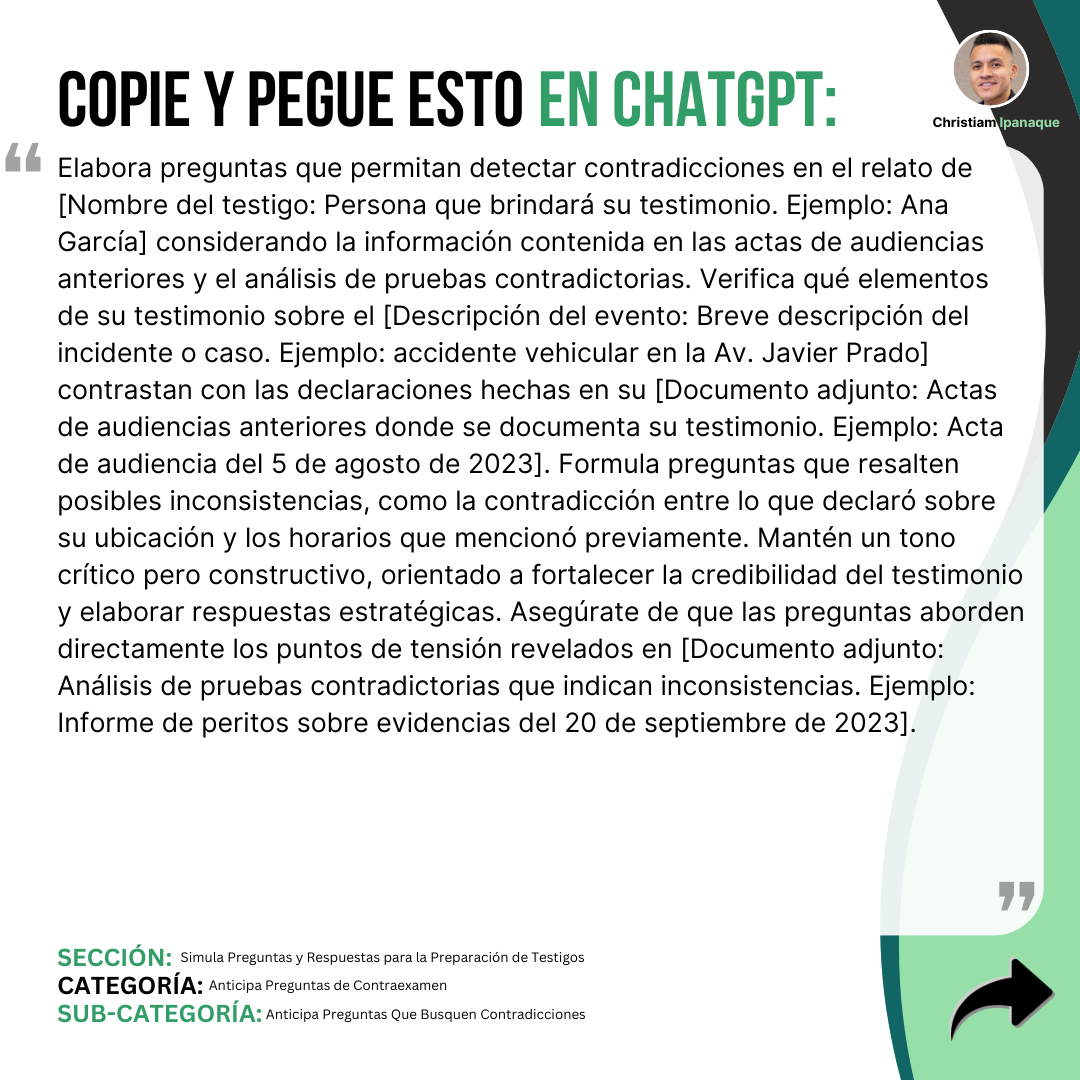 COPIE Y PEGUE ESTO EN CHATGPT:
Christiam Ipanaque
“
Elabora preguntas que permitan detectar contradicciones en el relato de
[Nombre del testigo: Persona que brindará su testimonio. Ejemplo: Ana
García] considerando la información contenida en las actas de audiencias
anteriores y el análisis de pruebas contradictorias. Verifica qué elementos
de su testimonio sobre el [Descripción del evento: Breve descripción del
incidente o caso. Ejemplo: accidente vehicular en la Av. Javier Prado]
contrastan con las declaraciones hechas en su [Documento adjunto: Actas
de audiencias anteriores donde se documenta su testimonio. Ejemplo: Acta
de audiencia del 5 de agosto de 2023]. Formula preguntas que resalten
posibles inconsistencias, como la contradicción entre lo que declaró sobre
su ubicación y los horarios que mencionó previamente. Mantén un tono
crítico pero constructivo, orientado a fortalecer la credibilidad del testimonio
y elaborar respuestas estratégicas. Asegúrate de que las preguntas aborden
directamente los puntos de tensión revelados en [Documento adjunto:
Análisis de pruebas contradictorias que indican inconsistencias. Ejemplo:
Informe de peritos sobre evidencias del 20 de septiembre de 2023].
”
SECCIÓN: Simula Preguntas y Respuestas para la Preparación de Testigos
CATEGORÍA: Anticipa Preguntas de Contraexamen
SUB-CATEGORÍA: Anticipa Preguntas Que Busquen Contradicciones